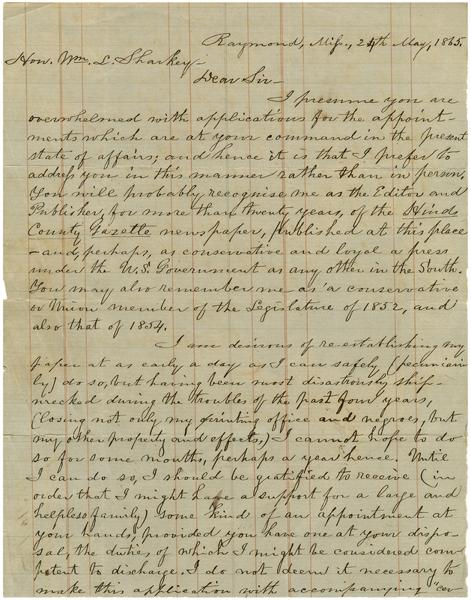 Raymond, Miss., 24th May, 1865.
Hon. Wm. L. Sharkey—
Dear Sir—
I presume you are
overwhelmed with applications for the appoint-
ments which are at your command in the present
state of affairs; and hence it is that I prefer to
address you in this manner rather than in person.
You will probably recognise me as the Editor and
Publisher, for more than twenty years, of the Hinds
County Gazette newspaper, published at this place
—and, perhaps, as conservative and loyal a press
under the U.S. Government as any other in the South.
You may also remember me as a conservative
or Union member of the Legislature of 1852, and
also that of 1854.
I am desirous of re-establishing my
paper at as early a day as I can safely (pecuniari-
ly) do so, but having been most disastrously ship-
wrecked during the troubles of the past four years,
(losing not only my printing office and negroes, but
my other property and effects,) I cannot hope to do
so for some months, perhaps a year hence. Until
I can do so, I should be gratified to receive (in
order that I might have a support for a large and
helpless family) some kind of an appointment at
your hands, provided you have one at your dispo-
sal, the duties of which I might be considered com-
petent to discharge. I do not deem it necessary to
make this application with accompanying "cer-